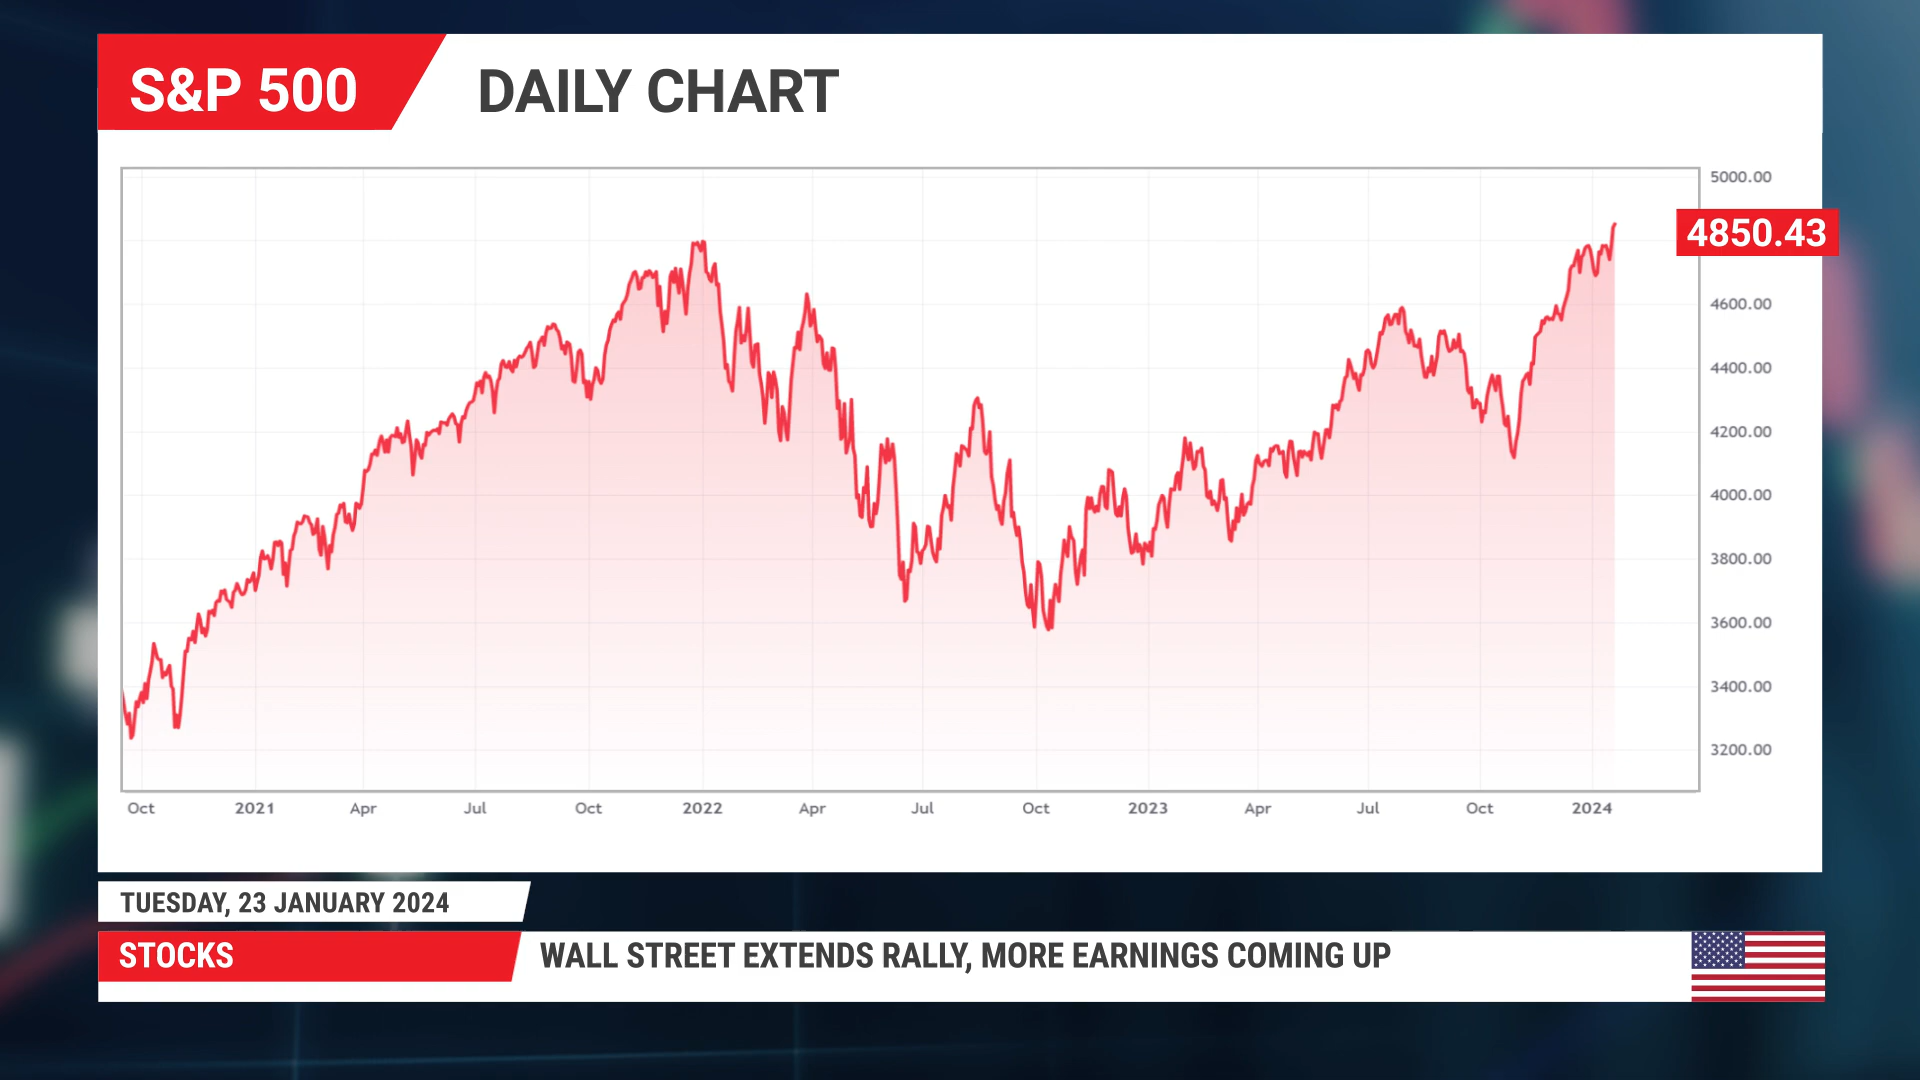 S&P 500
DAILY CHART
5000.00
4850.43
4600.00
4400.00
4200.00
4000.00
3800.00
3600.00
3400.00
3200.00
Oct 2021 Apr Jul Oct 2022 Apr Jul Oct 2023 Apr Jul Oct 2024
TUESDAY, 23 JANUARY 2024
STOCKS
WALL STREET EXTENDS RALLY, MORE EARNINGS COMING UP